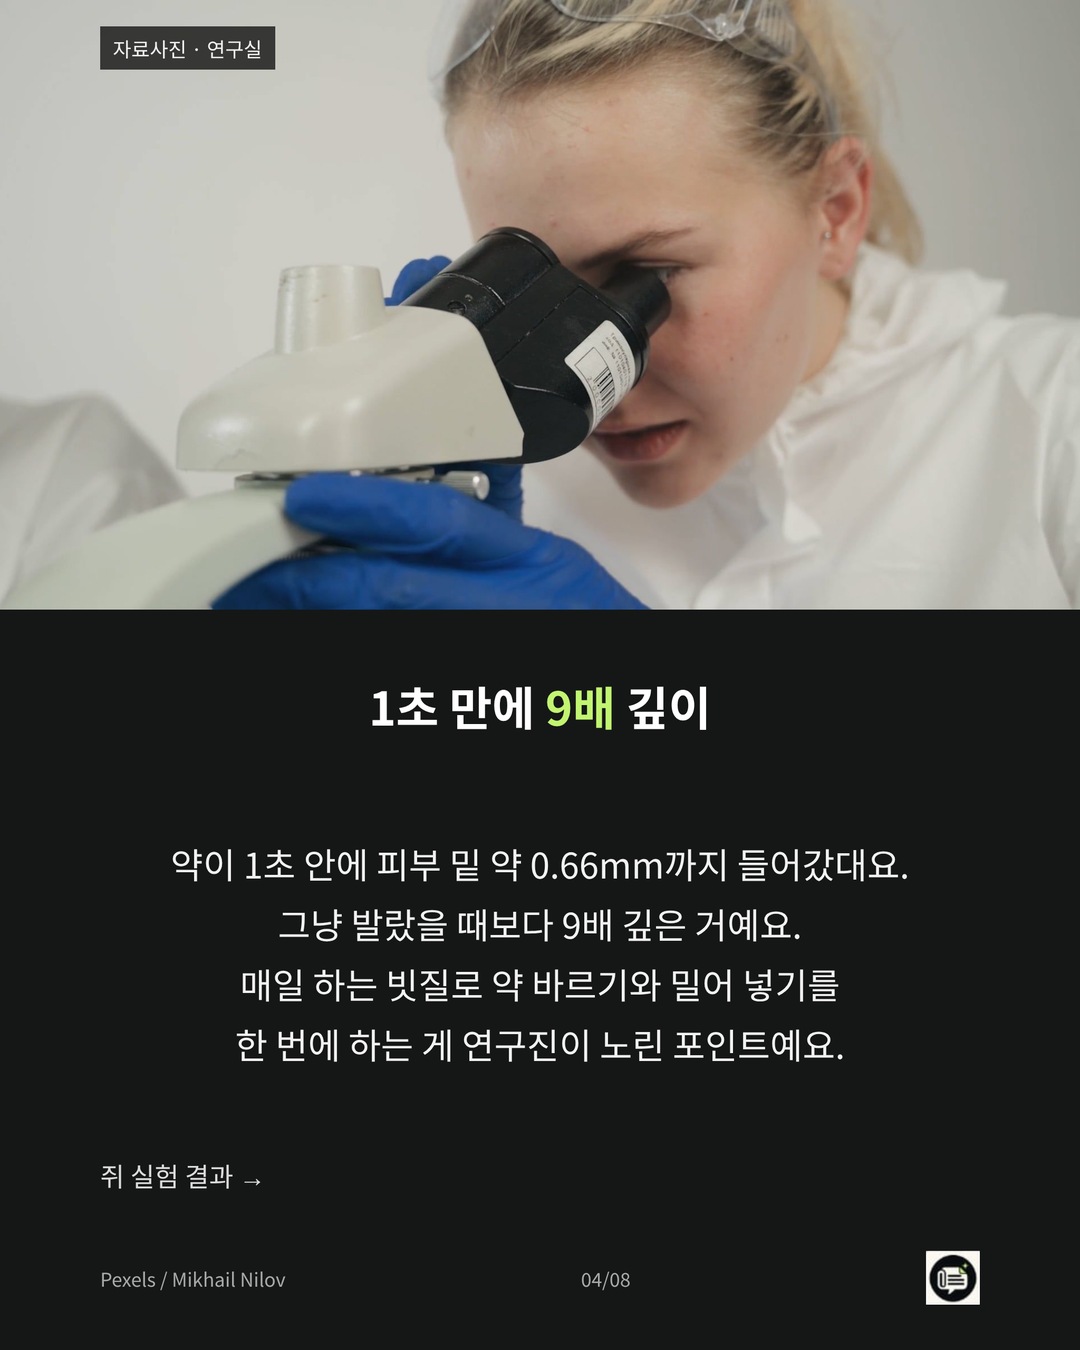 자료사진 · 연구실
1초 만에 9배 깊이
약이 1초 안에 피부 밑 약 0.66mm까지 들어갔대요.
그냥 발랐을 때보다 9배 깊은 거예요.
매일 하는 빗질로 약 바르기와 밀어 넣기를
한 번에 하는 게 연구진이 노린 포인트예요.
쥐 실험 결과 →
Pexels / Mikhail Nilov
04/08